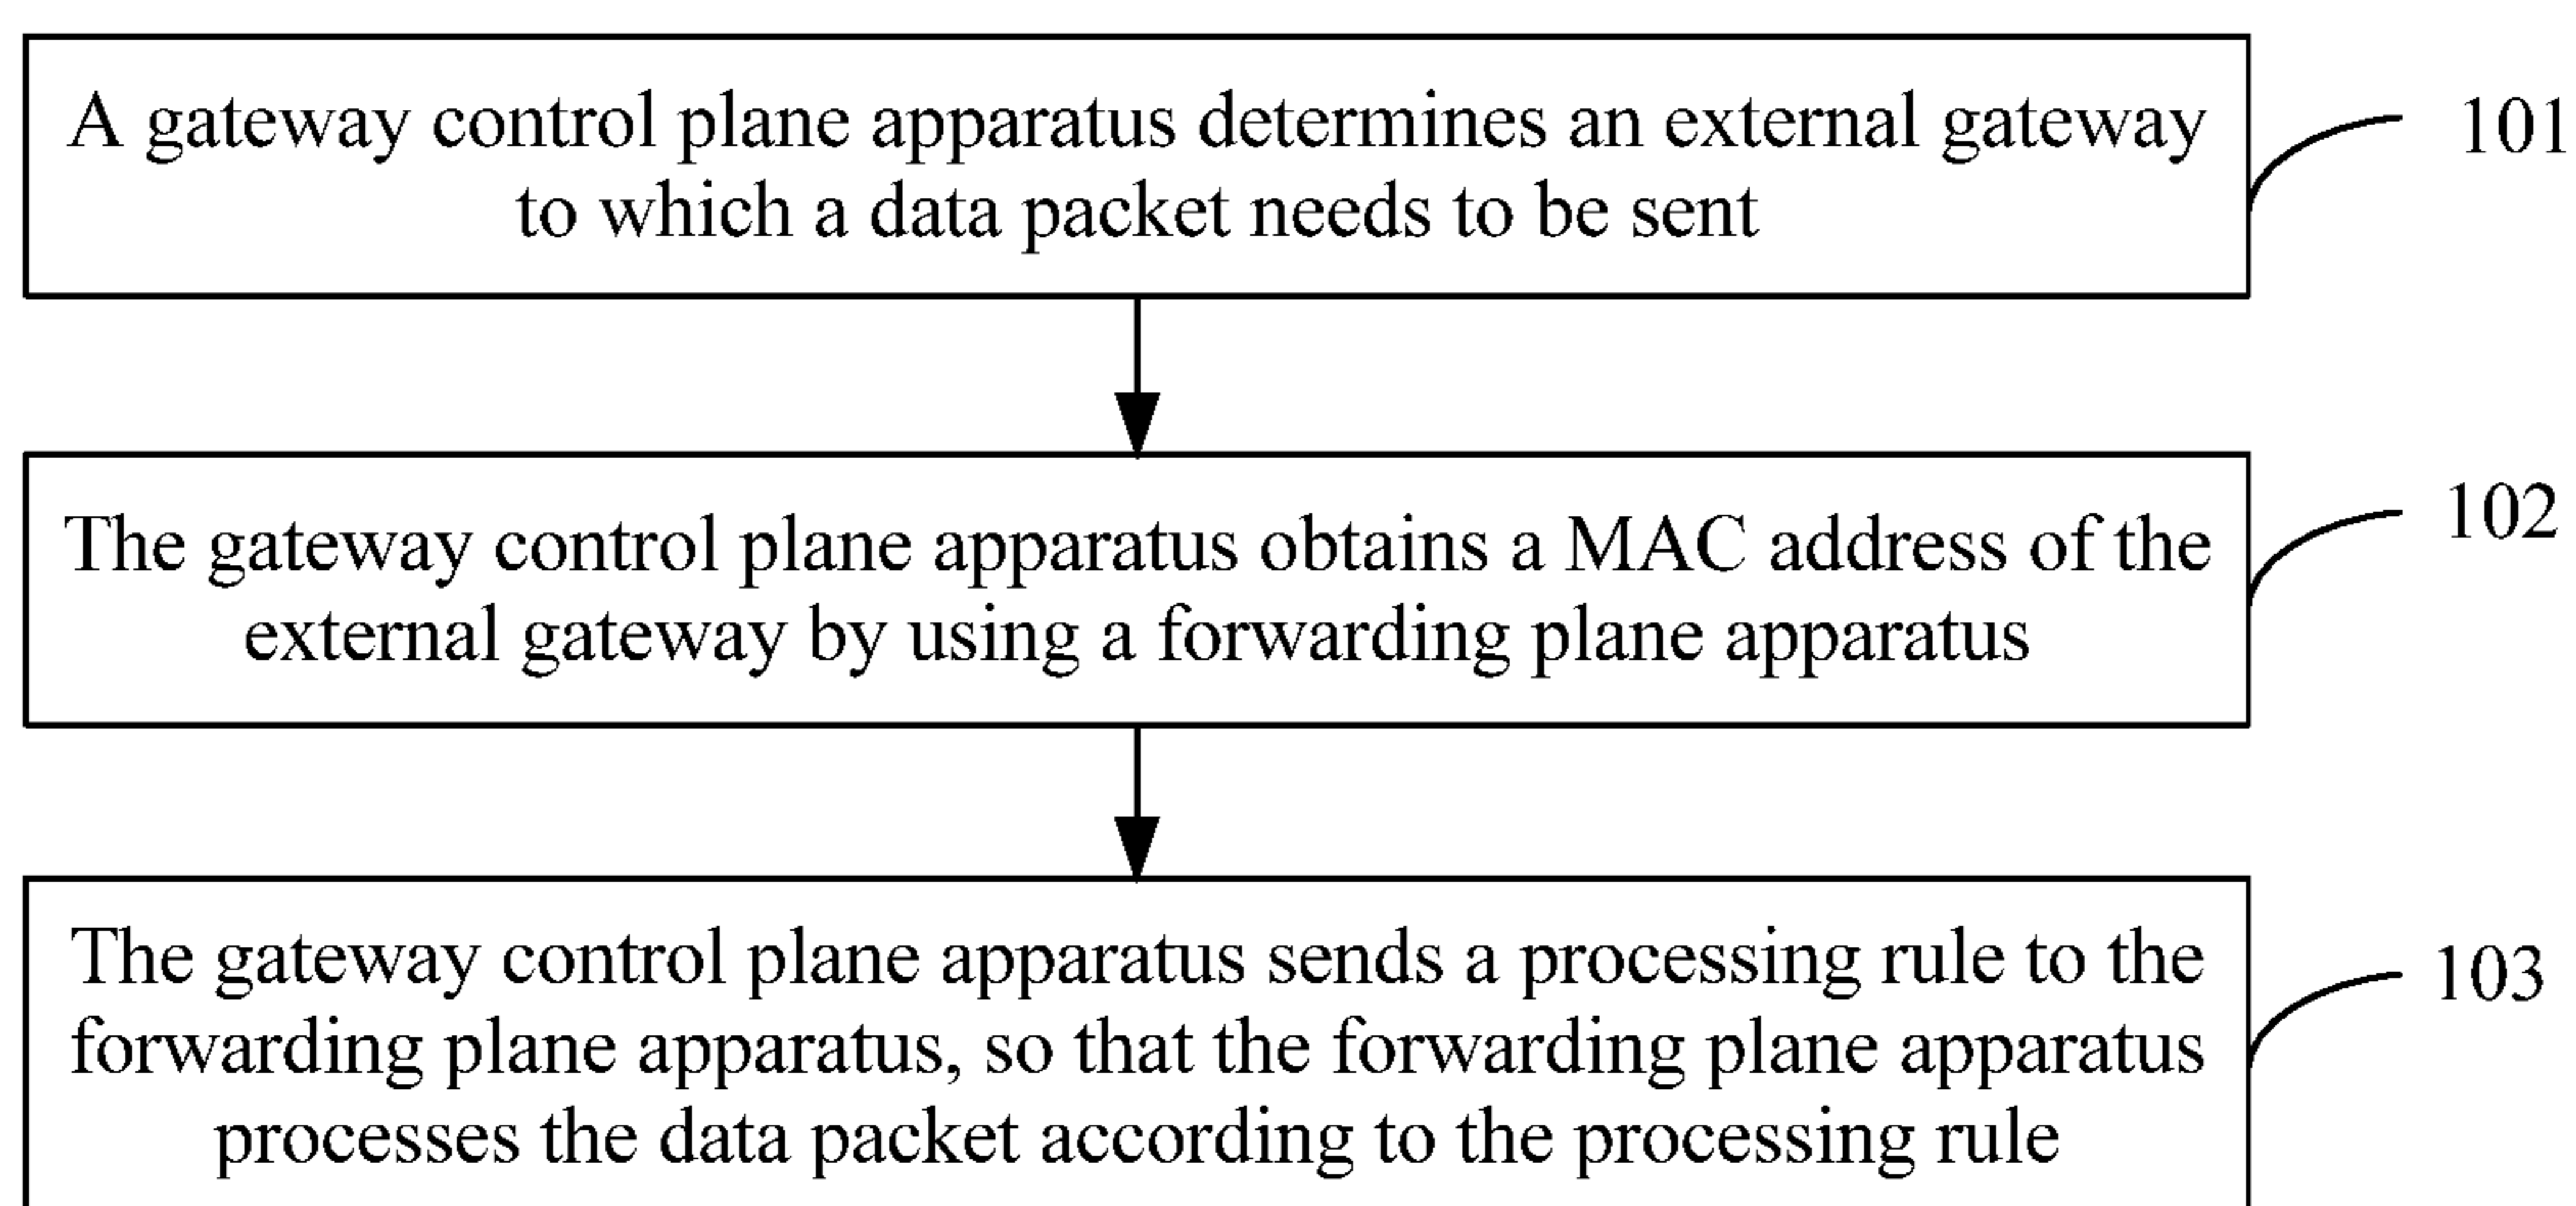 A gateway control plane apparatus determines an external gateway
to which a data packet needs to be sent
101
The gateway control plane apparatus obtains a MAC address of the
external gateway by using a forwarding plane apparatus
102
The gateway control plane apparatus sends a processing rule to the
forwarding plane apparatus, so that the forwarding plane apparatus
processes the data packet according to the processing rule
103